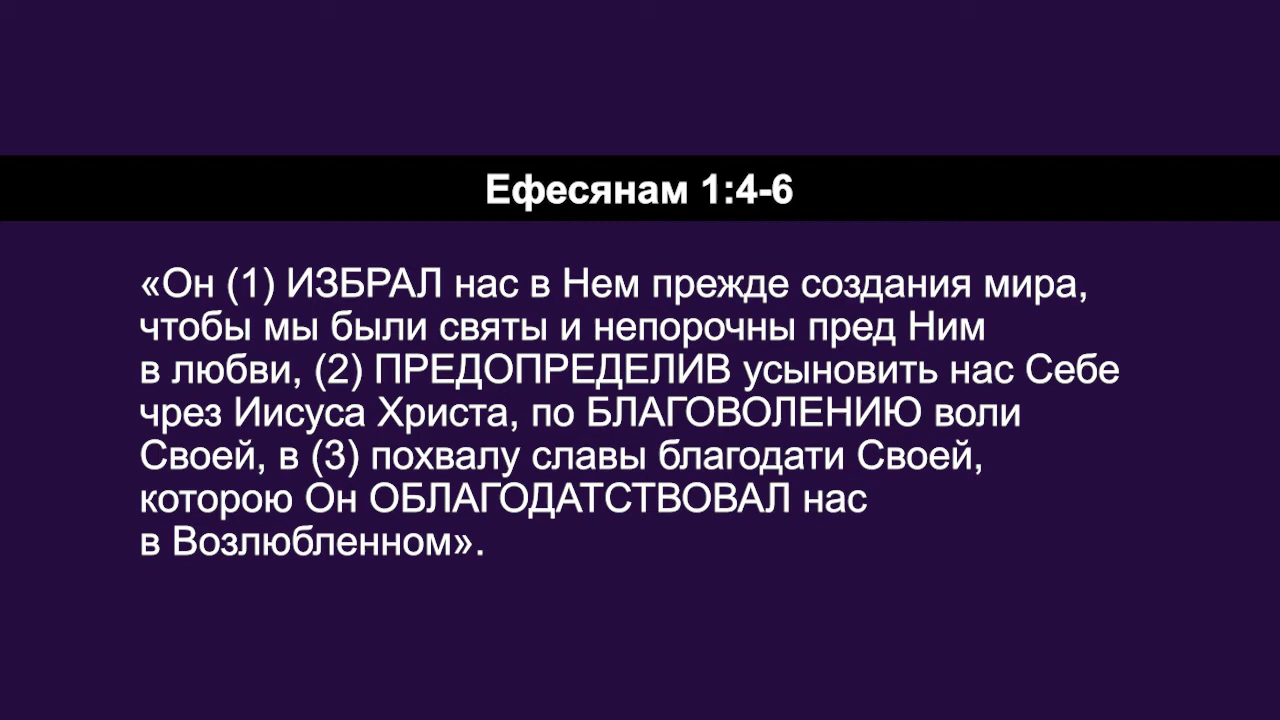 Ефесянам 1:4-6
«Он (1) ИЗБРАЛ нас в Нем прежде создания мира,
чтобы мы были святы и непорочны пред Ним
в любви, (2) ПРЕДОПРЕДЕЛИВ усыновить нас Себе
чрез Иисуса Христа, по БЛАГОВОЛЕНИЮ воли
Своей, в (3) похвалу славы благодати Своей,
которою Он ОБЛАГОДАТСТВОВАЛ нас
в Возлюбленном».